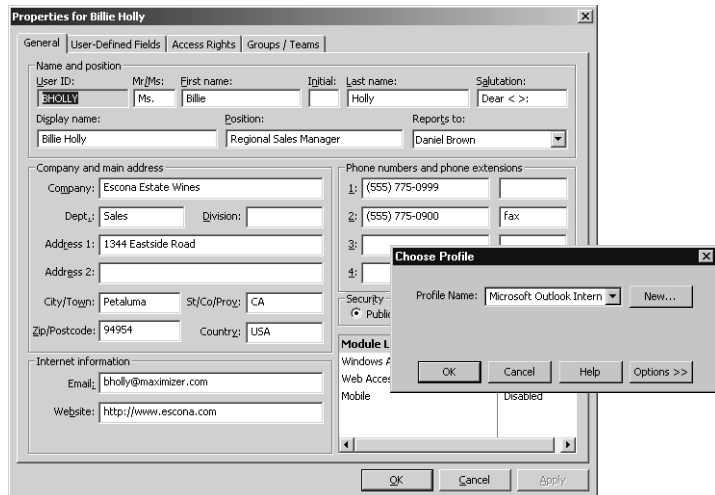 Properties for Billie Holly
General User-Defined Fields Access Rights Groups / Teams
Name and position
User ID: Mr/Ms: First name: Initial: Last name: Salutation:
BHOLLY Ms. Billie Holly Dear < >:
Display name: Position: Reports to:
Billie Holly Regional Sales Manager Daniel Brown
Company and main address
Company: Escona Estate Wines
Dept.: Sales Division:
Address 1: 1344 Eastside Road
Address 2:
City/Town: Petaluma St/Co/Prov: CA
Zip/Postcode: 94954 Country: USA
Internet information
Email: bholly@maximizer.com
Website: http://www.escona.com
Phone numbers and phone extensions
1: (555) 775-0999
2: (555) 775-0900 fax
3:
4:
Security
Public
Module L
Windows A
Web Acces
Mobile Disabled
Choose Profile
Profile Name: Microsoft Outlook Intern New...
OK Cancel Help Options >>
OK Cancel Apply